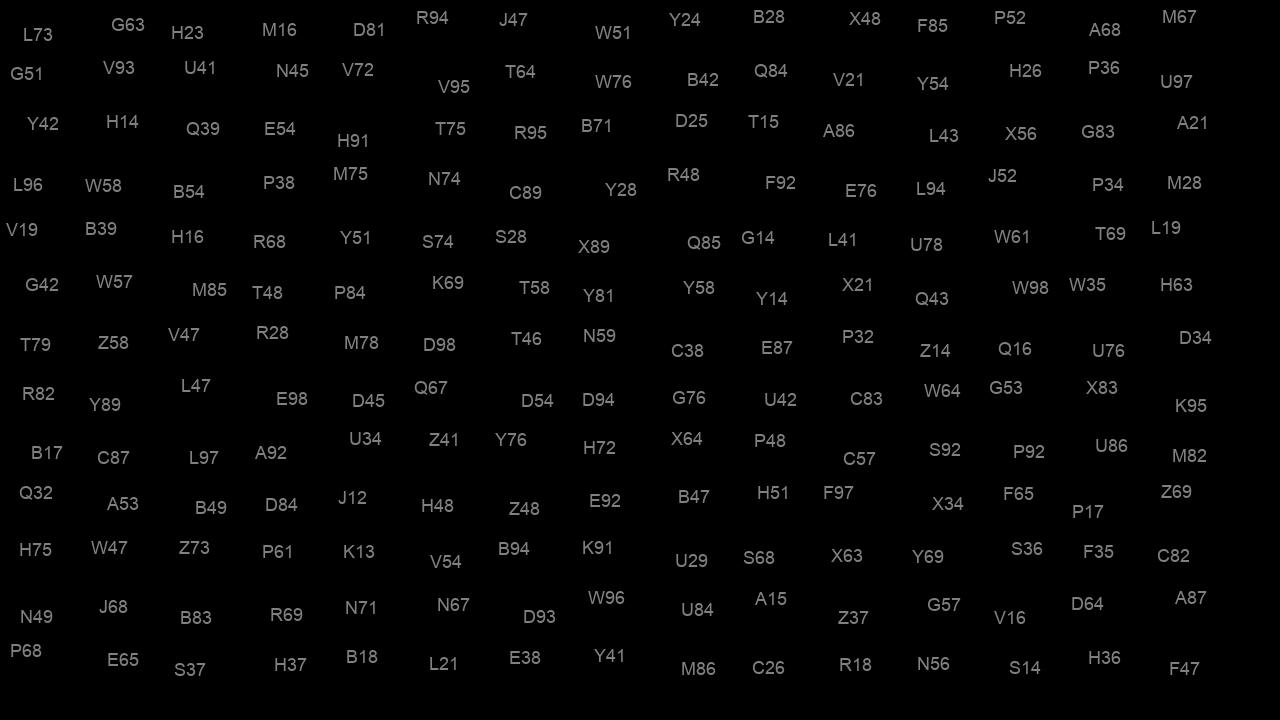 L73 G63 H23 M16 D81 R94 J47 W51 Y24 B28 X48 F85 P52 A68 M67
G51 V93 U41 N45 V72 V95 T64 W76 B42 Q84 V21 Y54 H26 P36 U97
Y42 H14 Q39 E54 H91 T75 R95 B71 D25 T15 A86 L43 X56 G83 A21
L96 W58 B54 P38 M75 N74 C89 Y28 R48 F92 E76 L94 J52 P34 M28
V19 B39 H16 R68 Y51 S74 S28 X89 Q85 G14 L41 U78 W61 T69 L19
G42 W57 M85 T48 P84 K69 T58 Y81 Y58 Y14 X21 Q43 W98 W35 H63
T79 Z58 V47 R28 M78 D98 T46 N59 C38 E87 P32 Z14 Q16 U76 D34
R82 Y89 L47 E98 D45 Q67 D54 D94 G76 U42 C83 W64 G53 X83 K95
B17 C87 L97 A92 U34 Z41 Y76 H72 X64 P48 C57 S92 P92 U86 M82
Q32 A53 B49 D84 J12 H48 Z48 E92 B47 H51 F97 X34 F65 P17 Z69
H75 W47 Z73 P61 K13 V54 B94 K91 U29 S68 X63 Y69 S36 F35 C82
N49 J68 B83 R69 N71 N67 D93 W96 U84 A15 Z37 G57 V16 D64 A87
P68 E65 S37 H37 B18 L21 E38 Y41 M86 C26 R18 N56 S14 H36 F47